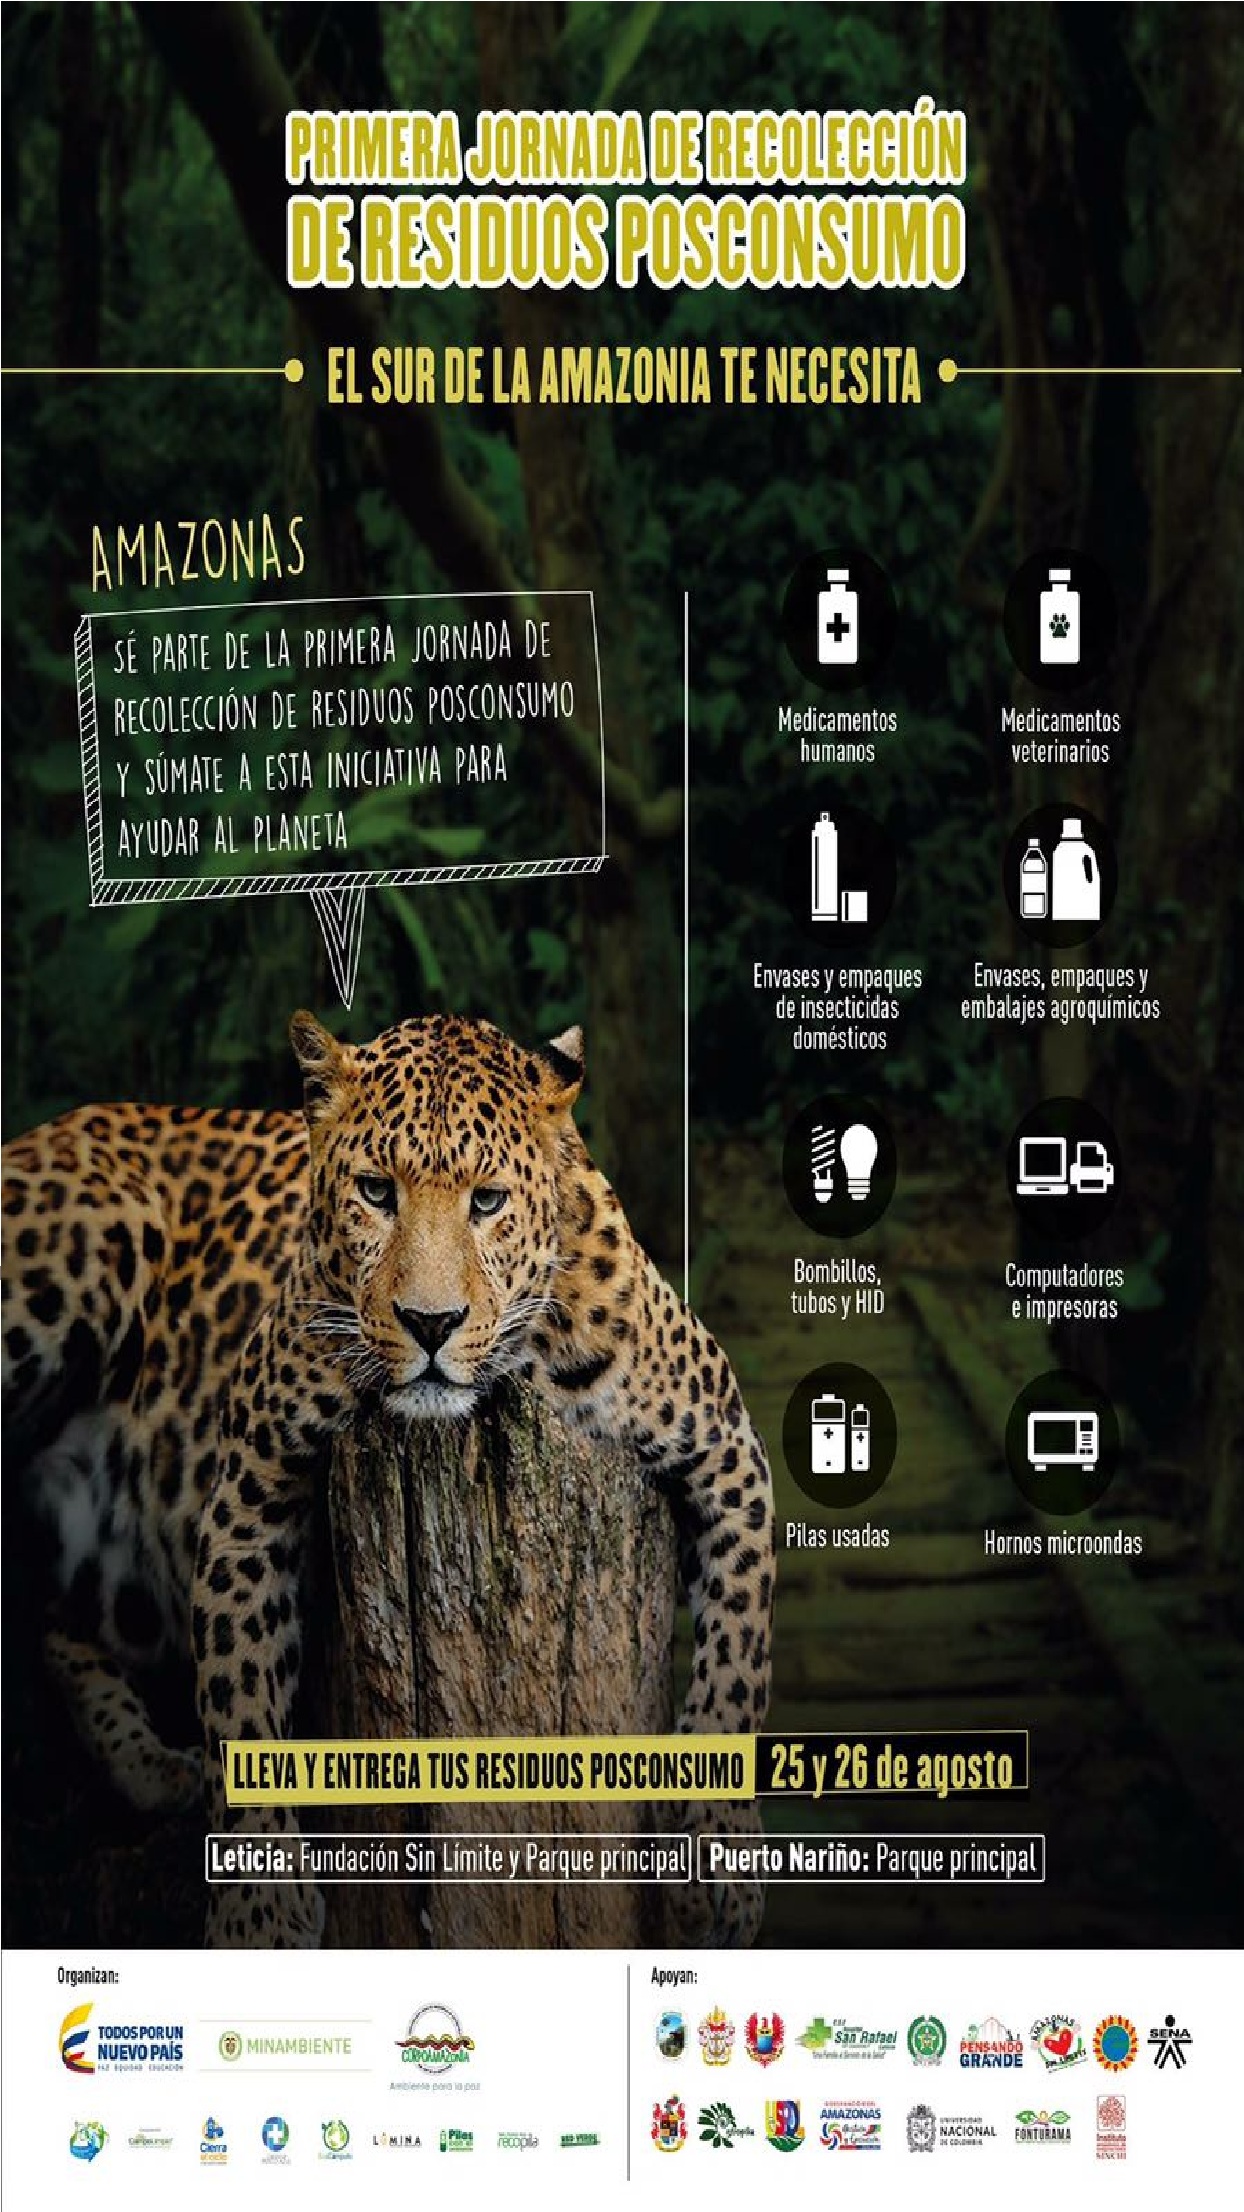 PRIMERA JORNADA DE RECOLECCIÓN
DE RESIDUOS POSCONSUMO
EL SUR DE LA AMAZONIA TE NECESITA
AMAZONAS
SÉ PARTE DE LA PRIMERA JORNADA DE
RECOLECCIÓN DE RESIDUOS POSCONSUMO
Y SÚMATE A ESTA INICIATIVA PARA
AYUDAR AL PLANETA
Medicamentos
humanos
Medicamentos
veterinarios
Envases y empaques
de insecticidas
domésticos
Envases, empaques y
embalajes agroquímicos
Bombillos,
tubos y HID
Computadores
e impresoras
Pilas usadas
Hornos microondas
LLEVA Y ENTREGA TUS RESIDUOS POSCONSUMO
25 y 26 de agosto
Leticia: Fundación Sin Límite y Parque principal
Puerto Nariño: Parque principal
Organizan:
TODOS POR UN
NUEVO PAÍS
PAZ EQUIDAD EDUCACIÓN
MINAMBIENTE
CORPOAMAZONIA
Ambiente para la paz
Cierra
el ciclo
LÚMINA
Pilas
con el
ambiente
recopila
RED VERDE
Apoyan:
E.S.E.
San Rafael
PENSANDO
GRANDE
AMAZONAS
Sin Límite
SENA
AMAZONAS
UNIVERSIDAD
NACIONAL
DE COLOMBIA
FONTURAMA
Instituto
SINCHI